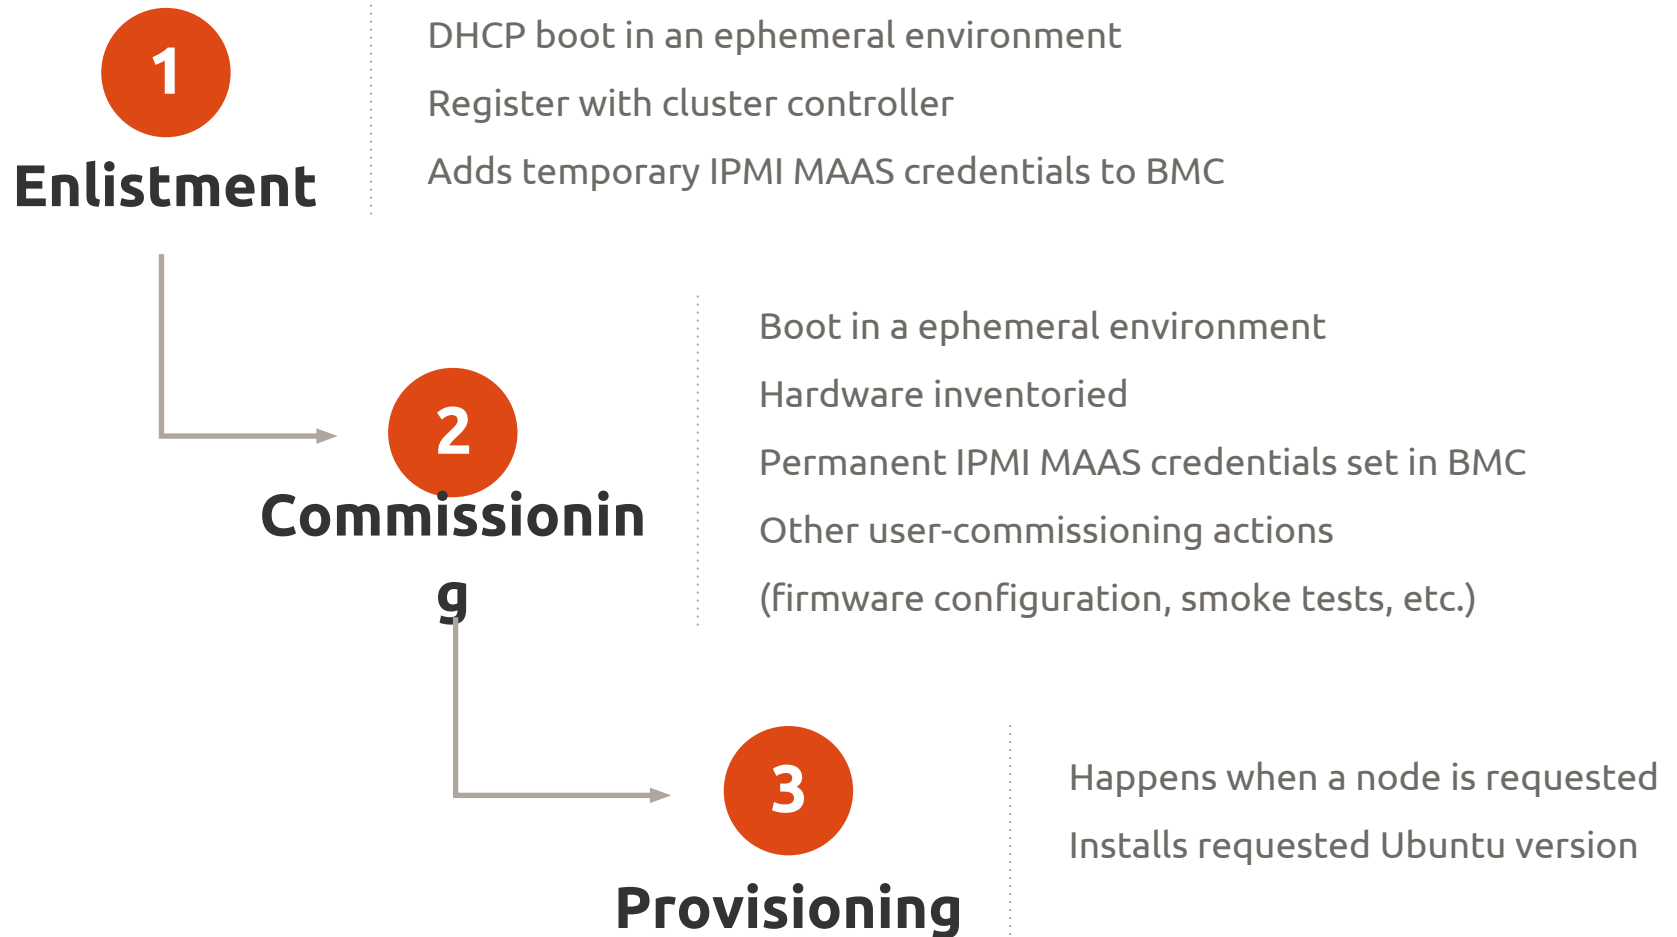 1
Enlistment
DHCP boot in an ephemeral environment
Register with cluster controller
Adds temporary IPMI MAAS credentials to BMC
2
Commissionin
g
Boot in a ephemeral environment
Hardware inventoried
Permanent IPMI MAAS credentials set in BMC
Other user-commissioning actions
(firmware configuration, smoke tests, etc.)
3
Provisioning
Happens when a node is requested
Installs requested Ubuntu version